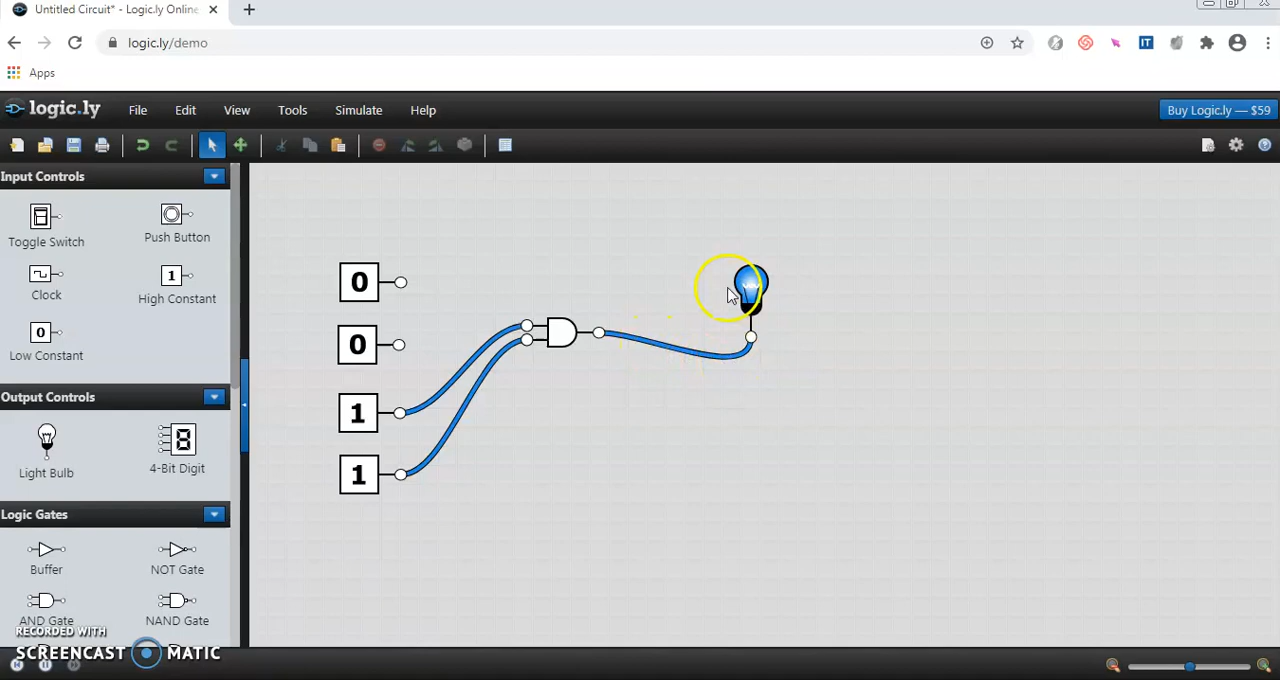 Untitled Circuit* - Logic.ly Online
logic.ly/demo
IT
Apps
logic.ly
File
Edit
View
Tools
Simulate
Help
Buy Logic.ly — $59
Input Controls
Toggle Switch
Push Button
1
Clock
High Constant
0
Low Constant
Output Controls
8
Light Bulb
4-Bit Digit
Logic Gates
Buffer
NOT Gate
AND Gate
NAND Gate
0
0
1
1
RECORDED WITH
SCREENCAST MATIC